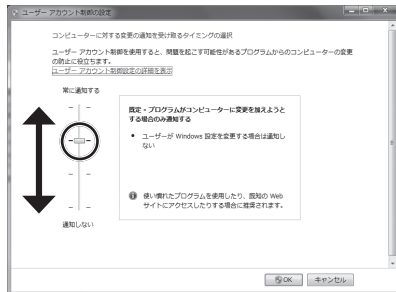 ユーザー アカウント制御の設定
コンピューターに対する変更の通知を受け取るタイミングの選択
ユーザー アカウント制御を使用すると、問題を起こす可能性があるプログラムからのコンピューターの変更
の防止に役立ちます。
ユーザー アカウント制御設定の詳細を表示
常に通知する
既定 - プログラムがコンピューターに変更を加えようと
する場合のみ通知する
• ユーザーが Windows 設定を変更する場合は通知し
ない
使い慣れたプログラムを使用したり、既知の Web
サイトにアクセスしたりする場合に推奨されます。
通知しない
OK キャンセル